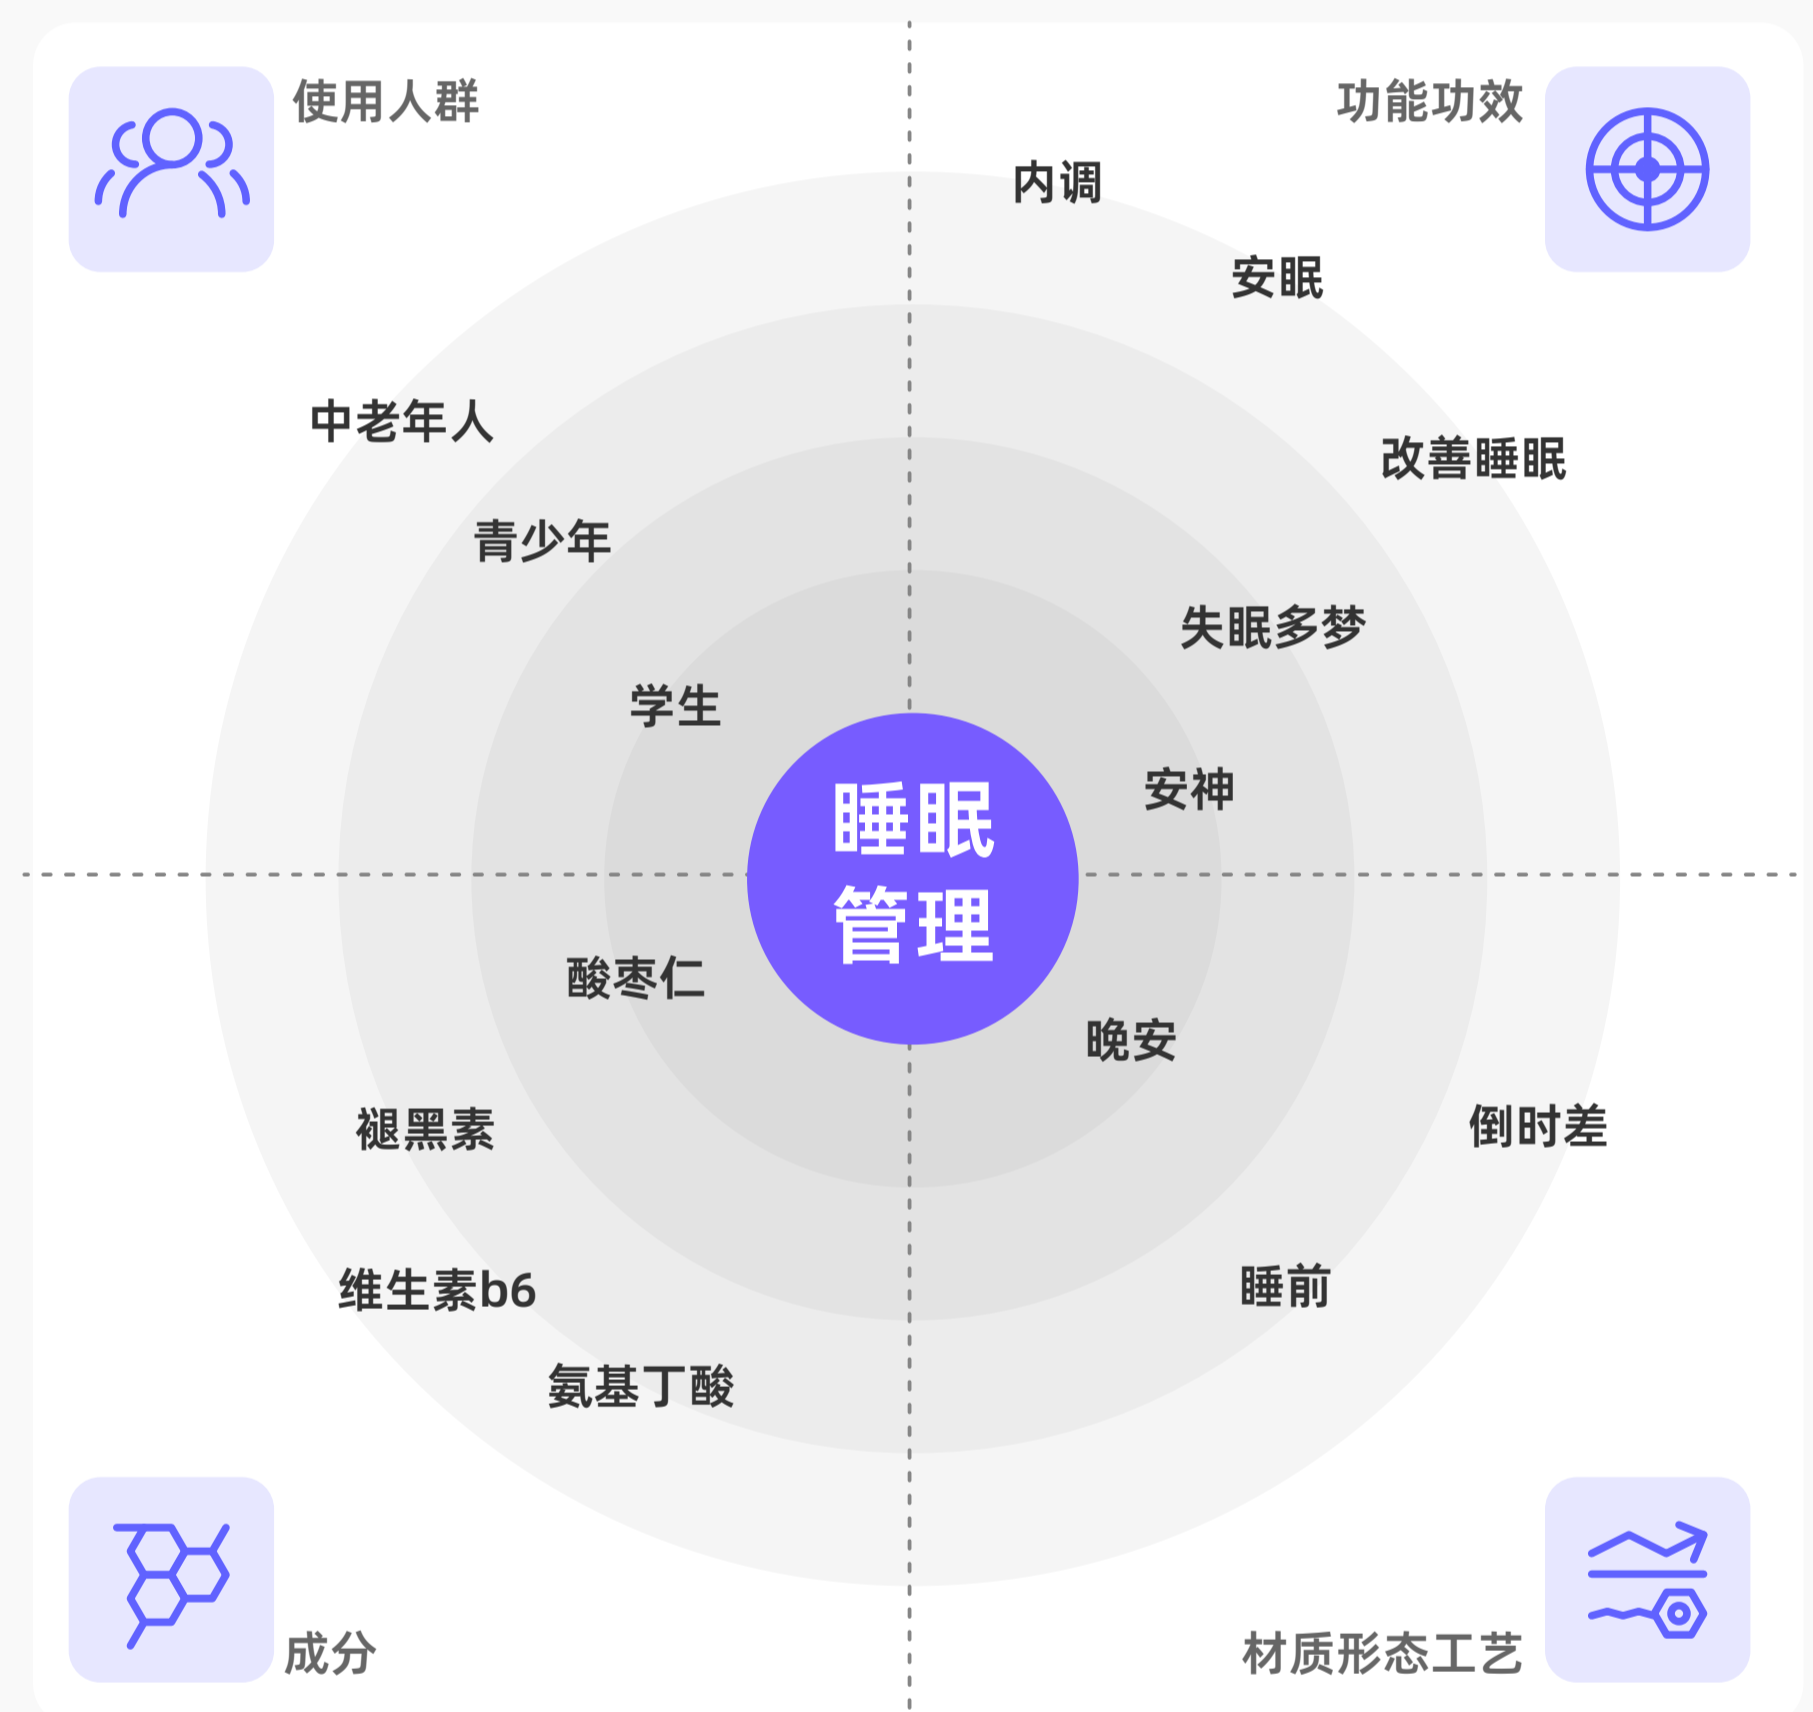 使用人群
功能功效
内调
安眠
中老年人
改善睡眠
青少年
失眠多梦
学生
安神
睡眠
管理
酸枣仁
晚安
褪黑素
倒时差
维生素b6
睡前
氨基丁酸
成分
材质形态工艺